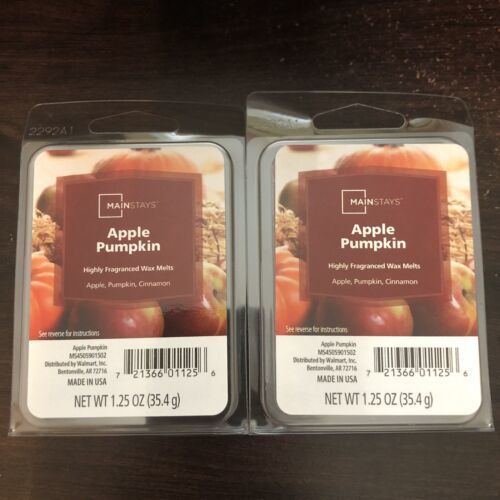 2292A1
MAINSTAYS™
Apple
Pumpkin
Highly Fragranced Wax Melts
Apple, Pumpkin, Cinnamon
See reverse for instructions
Apple Pumpkin
MS4505901502
Distributed by Walmart, Inc.
Bentonville, AR 72716
MADE IN USA
7 21366 01125 6
NET WT 1.25 OZ (35.4 g)
MAINSTAYS™
Apple
Pumpkin
Highly Fragranced Wax Melts
Apple, Pumpkin, Cinnamon
See reverse for instructions
Apple Pumpkin
MS4505901502
Distributed by Walmart, Inc.
Bentonville, AR 72716
MADE IN USA
7 21366 01125 6
NET WT 1.25 OZ (35.4 g)